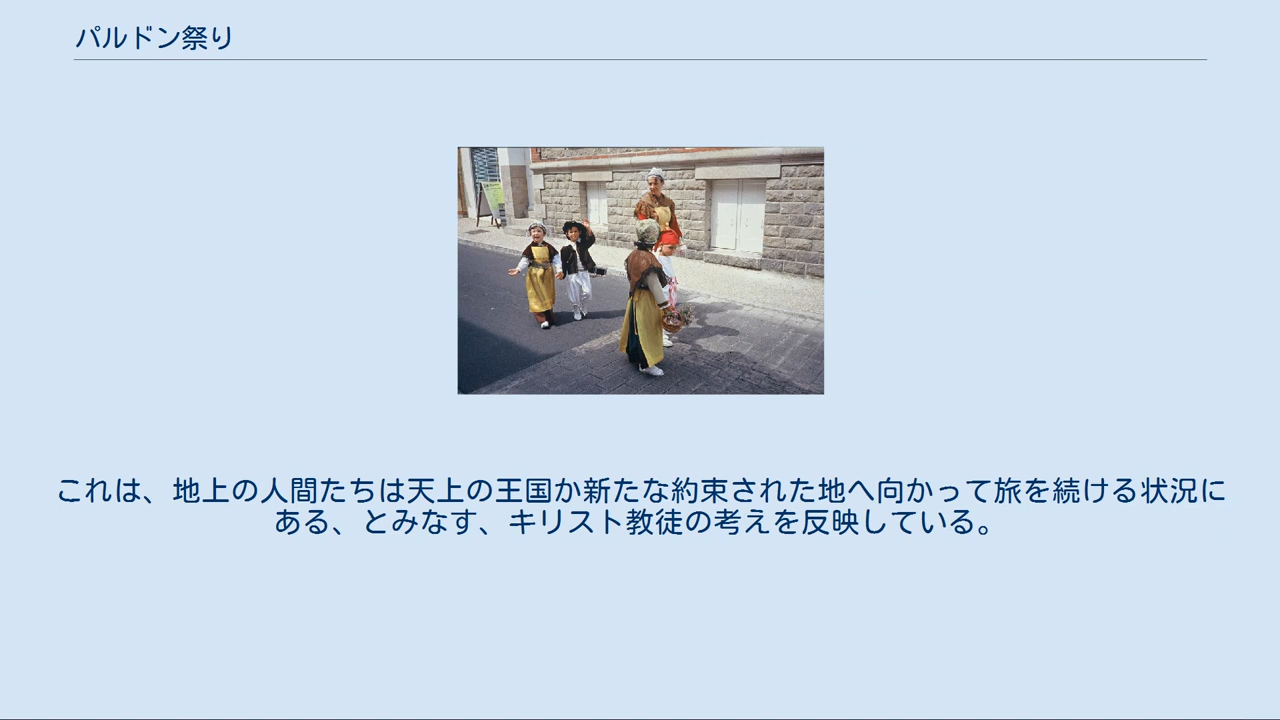 パルドン祭り
これは、地上の人間たちは天上の王国か新たな約束された地へ向かって旅を続ける状況に
ある、とみなす、キリスト教徒の考えを反映している。